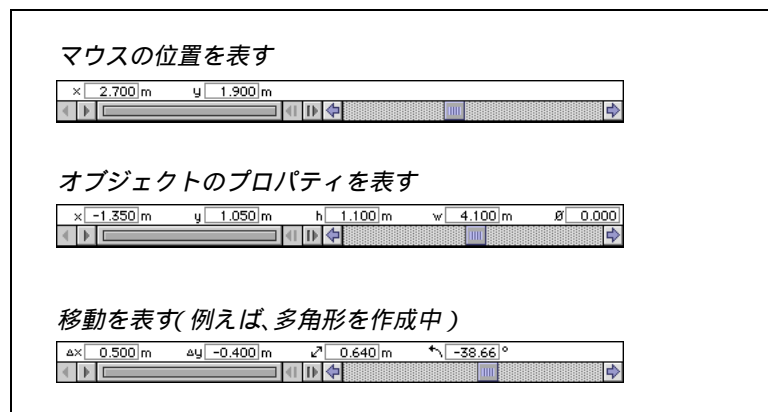 マウスの位置を表す
x 2.700 m y 1.900 m
オブジェクトのプロパティを表す
x -1.350 m y 1.050 m h 1.100 m w 4.100 m Ø 0.000
移動を表す(例えば、多角形を作成中)
△x 0.500 m △y -0.400 m 0.640 m -38.66 °